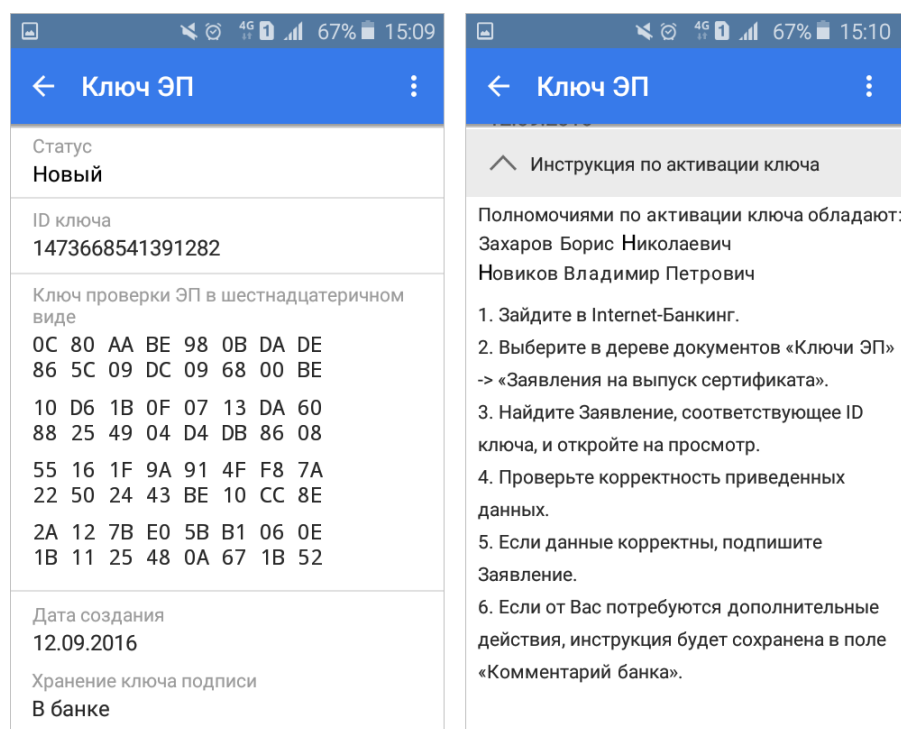 4G 1 67% 15:09
Ключ ЭП
Статус
Новый
ID ключа
1473668541391282
Ключ проверки ЭП в шестнадцатеричном
виде
0C 80 AA BE 98 0B DA DE
86 5C 09 DC 09 68 00 BE
10 D6 1B 0F 07 13 DA 60
88 25 49 04 D4 DB 86 08
55 16 1F 9A 91 4F F8 7A
22 50 24 43 BE 10 CC 8E
2A 12 7B E0 5B B1 06 0E
1B 11 25 48 0A 67 1B 52
Дата создания
12.09.2016
Хранение ключа подписи
В банке
4G 1 67% 15:10
Ключ ЭП
Инструкция по активации ключа
Полномочиями по активации ключа обладают:
Захаров Борис Николаевич
Новиков Владимир Петрович
1. Зайдите в Internet-Банкинг.
2. Выберите в дереве документов «Ключи ЭП»
-> «Заявления на выпуск сертификата».
3. Найдите Заявление, соответствующее ID
ключа, и откройте на просмотр.
4. Проверьте корректность приведенных
данных.
5. Если данные корректны, подпишите
Заявление.
6. Если от Вас потребуются дополнительные
действия, инструкция будет сохранена в поле
«Комментарий банка».